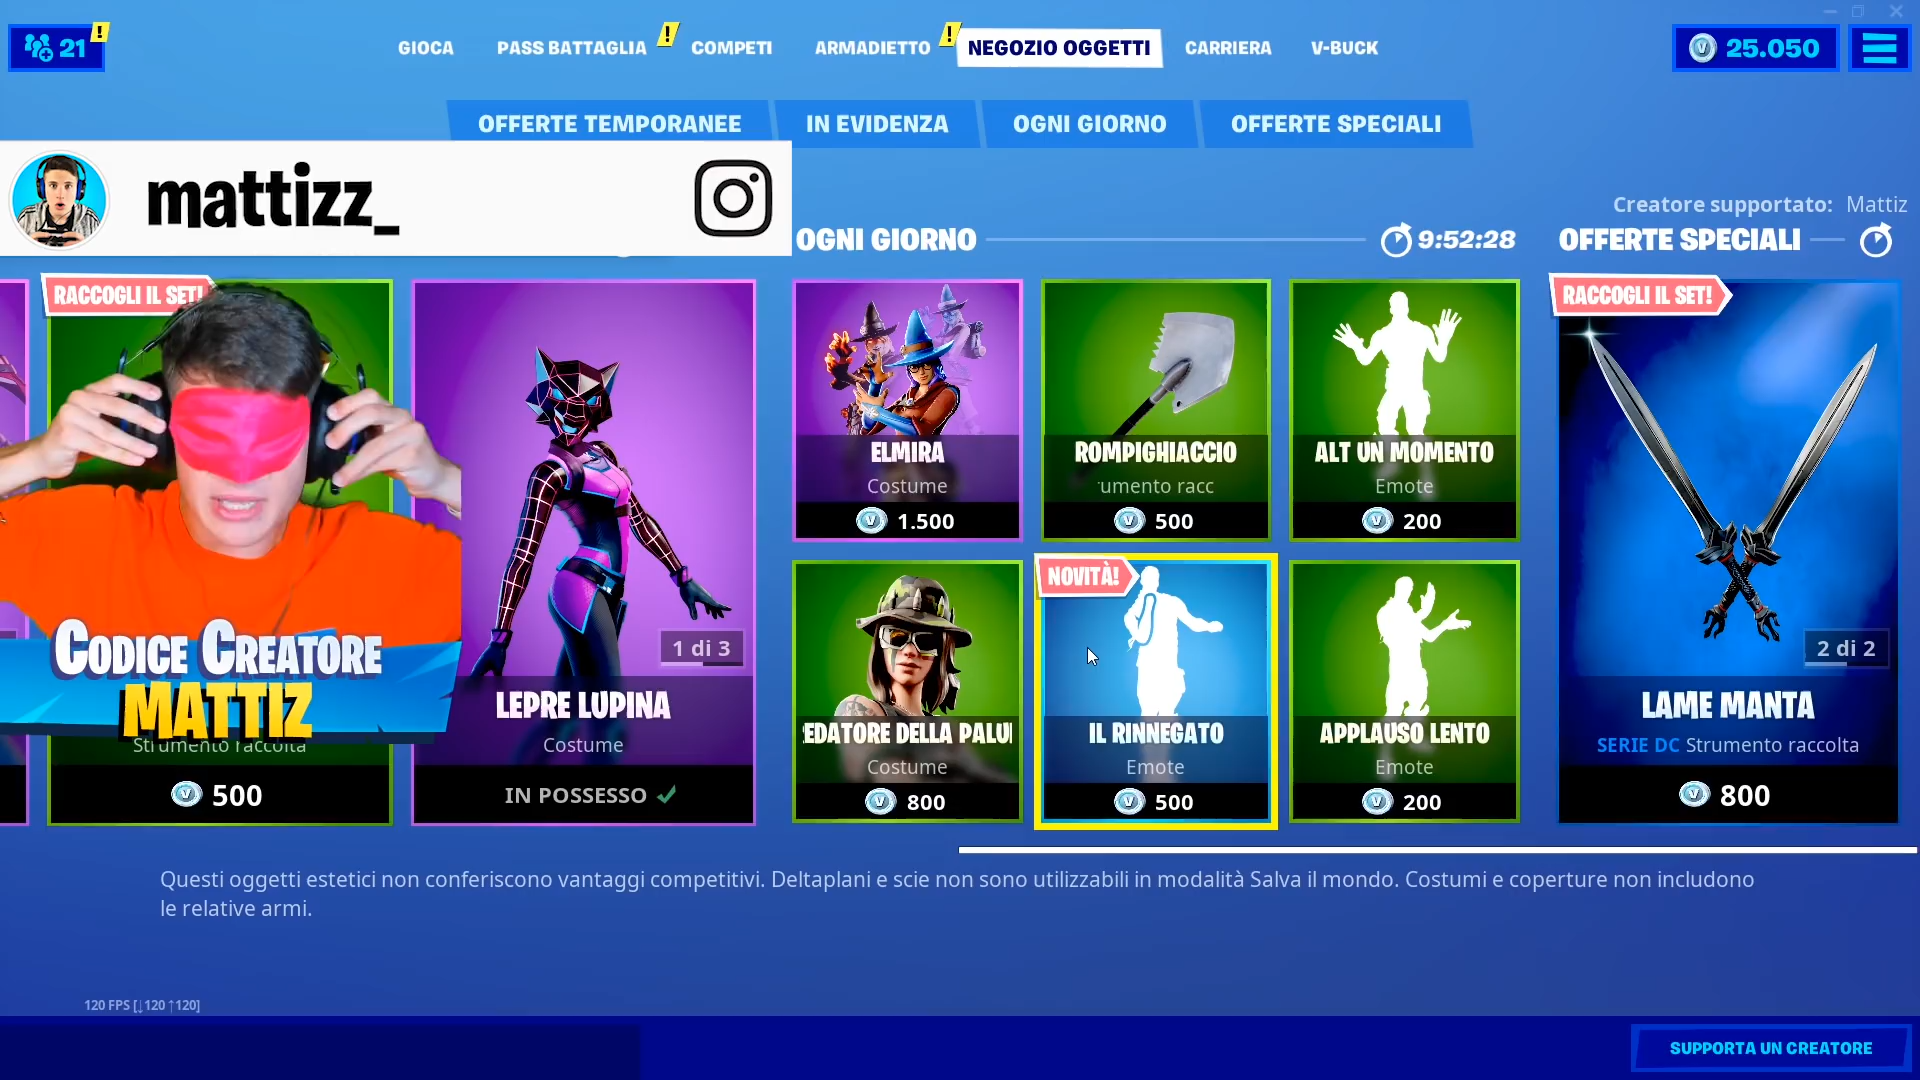 21
!
GIOCA
PASS BATTAGLIA
!
COMPETI
ARMADIETTO
!
NEGOZIO OGGETTI
CARRIERA
V-BUCK
25.050
OFFERTE TEMPORANEE
IN EVIDENZA
OGNI GIORNO
OFFERTE SPECIALI
mattizz_
Creatore supportato: Mattiz
OGNI GIORNO
9:52:28
OFFERTE SPECIALI
RACCOGLI IL SET!
CODICE CREATORE
MATTIZ
Strumento raccolta
500
1 di 3
LEPRE LUPINA
Costume
IN POSSESSO
ELMIRA
Costume
1.500
ROMPIGHIACCIO
umento racc
500
ALT UN MOMENTO
Emote
200
EDATORE DELLA PALU
Costume
800
NOVITÀ!
IL RINNEGATO
Emote
500
APPLAUSO LENTO
Emote
200
RACCOGLI IL SET!
2 di 2
LAME MANTA
SERIE DC Strumento raccolta
800
Questi oggetti estetici non conferiscono vantaggi competitivi. Deltaplani e scie non sono utilizzabili in modalità Salva il mondo. Costumi e coperture non includono
le relative armi.
120 FPS [↓120 ↑120]
SUPPORTA UN CREATORE